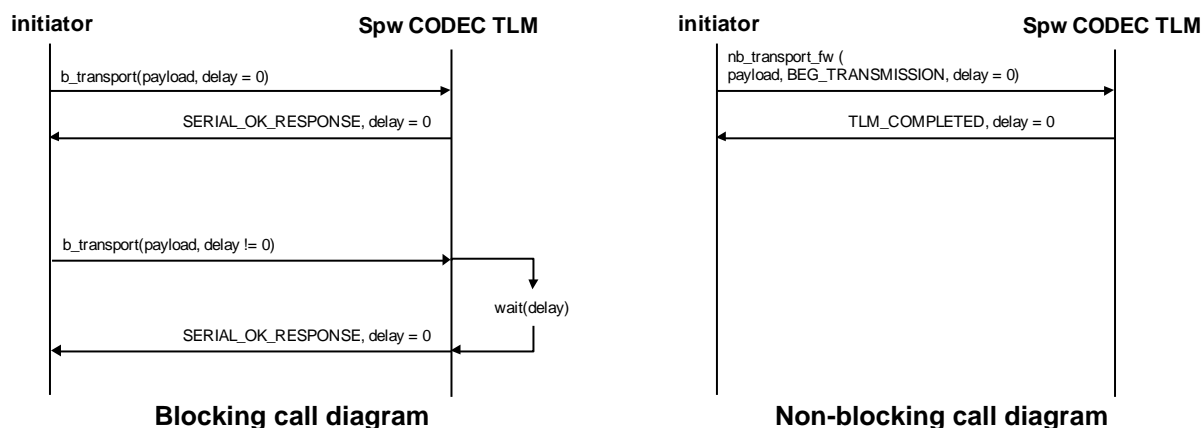 initiator
Spw CODEC TLM
b_transport(payload, delay = 0)
SERIAL_OK_RESPONSE, delay = 0
b_transport(payload, delay != 0)
wait(delay)
SERIAL_OK_RESPONSE, delay = 0
Blocking call diagram
initiator
Spw CODEC TLM
nb_transport_fw (
payload, BEG_TRANSMISSION, delay = 0)
TLM_COMPLETED, delay = 0
Non-blocking call diagram